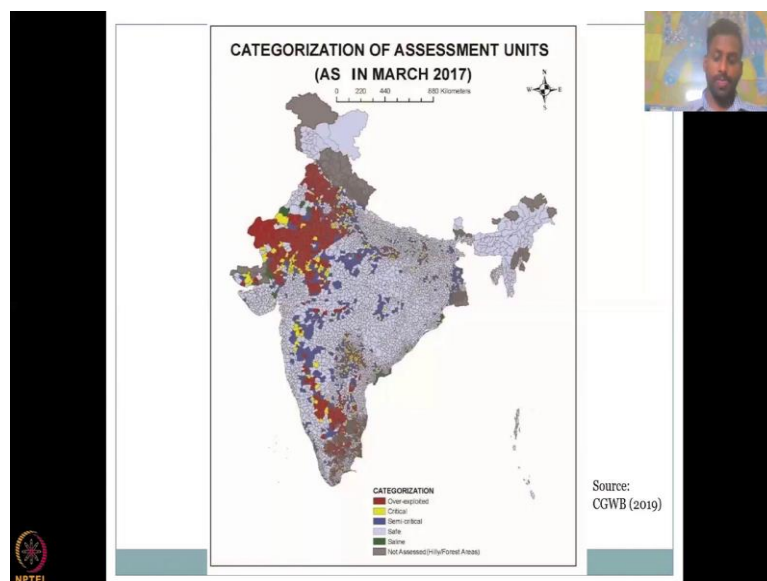 CATEGORIZATION OF ASSESSMENT UNITS
(AS IN MARCH 2017)
N
W E
S
0 220 440 880 Kilometers
CATEGORIZATION
Over-exploited
Critical
Semi-critical
Safe
Saline
Not Assessed(Hilly/Forest Areas)
Source:
CGWB (2019)
NPTEL